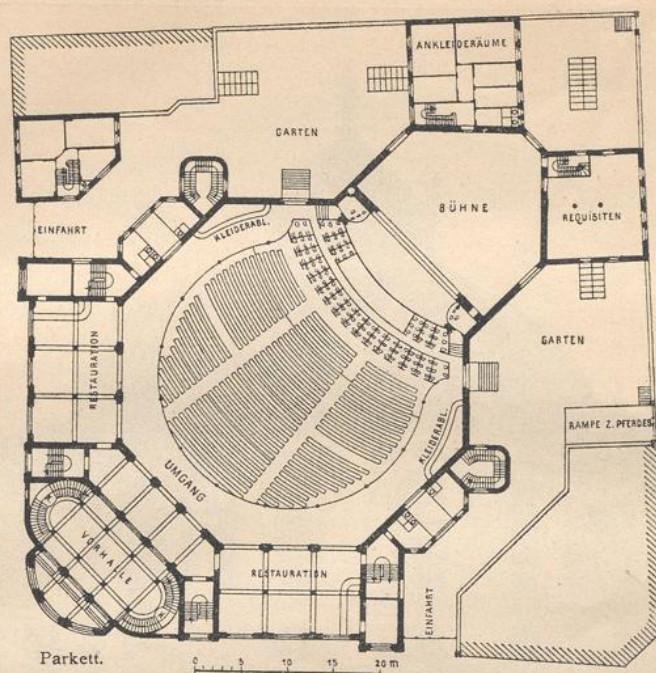 ANKLEIDERÄUME
GARTEN
BÜHNE
REQUISITEN
EINFAHRT
KLEIDERABL.
RESTAURATION
GARTEN
RAMPE Z. PFERDEST
KLEIDERABL.
UMGANG
VORHALLE
RESTAURATION
EINFAHRT
Parkett.
0 5 10 15 20 m